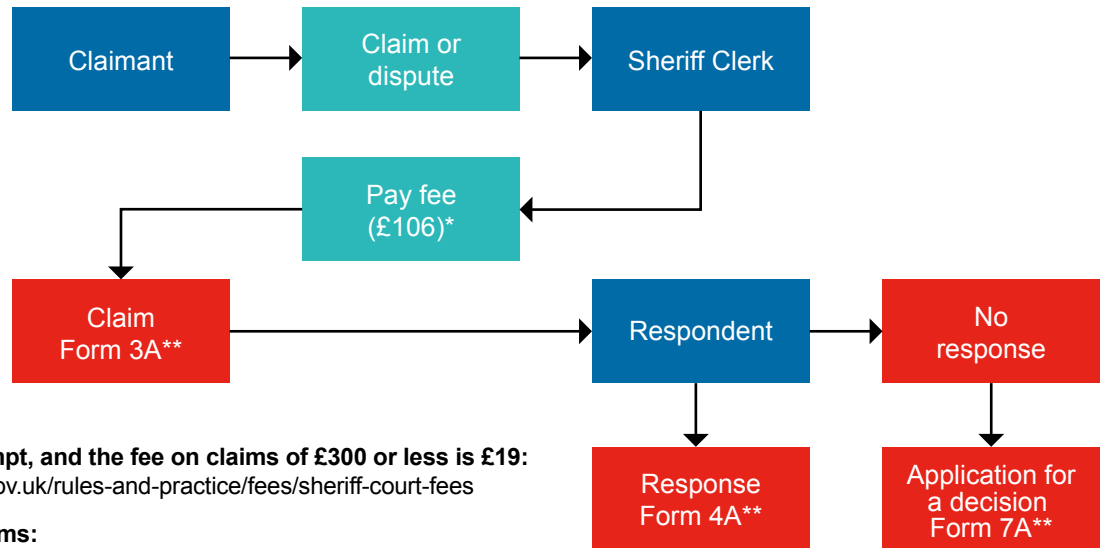 Claimant
Claim or
dispute
Sheriff Clerk
Pay fee
(£106)*
Claim
Form 3A**
Respondent
No
response
and the fee on claims of £300 or less is £19:
ov.uk/rules-and-practice/fees/sheriff-court-fees
Response
Form 4A**
Application for
a decision
Form 7A**